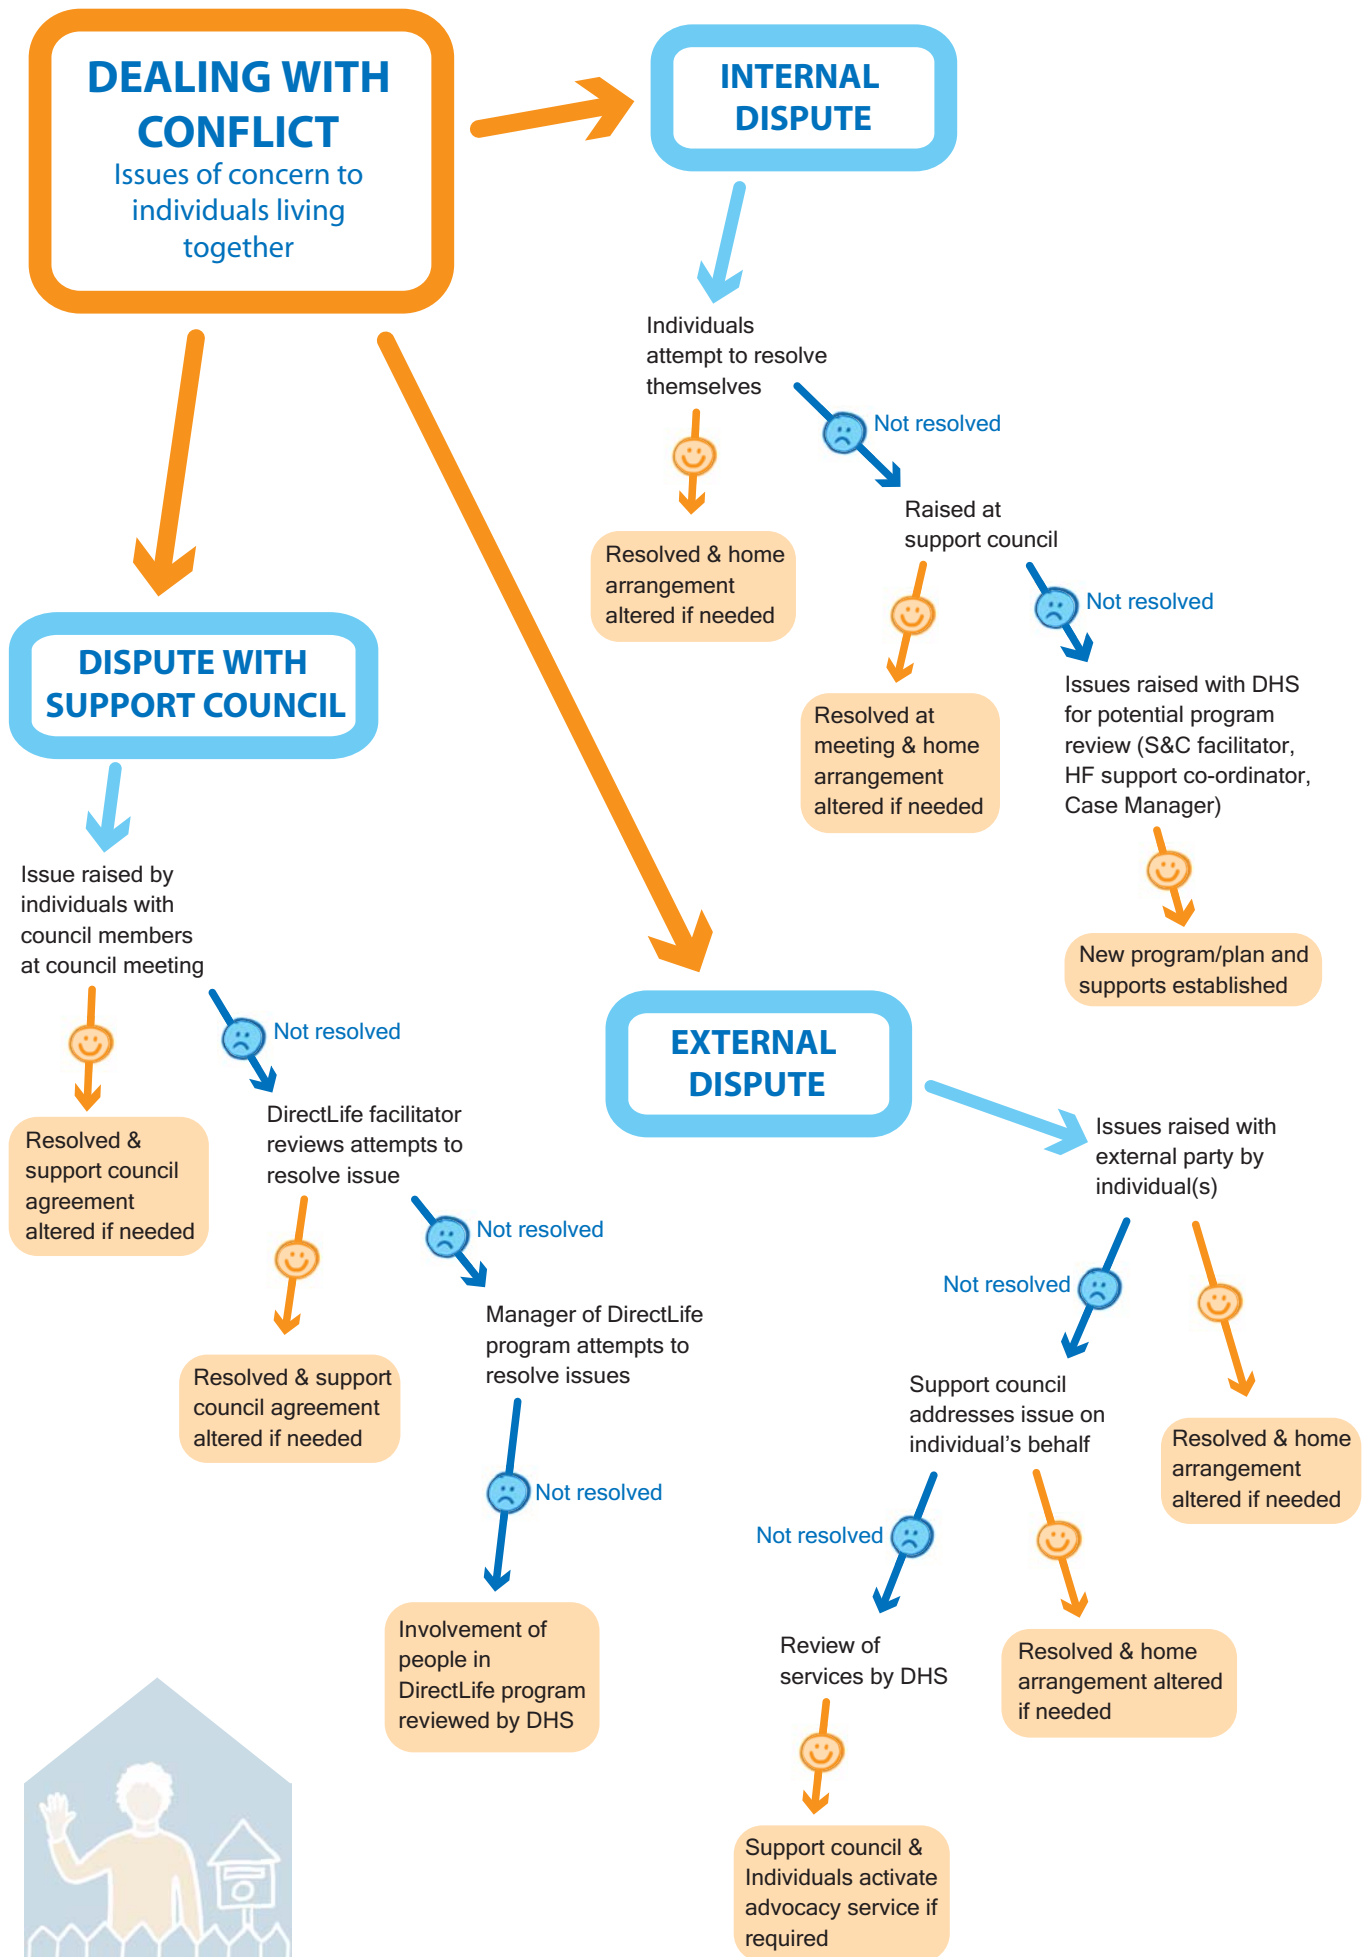 DEALING WITH
CONFLICT
Issues of concern to
individuals living
together
INTERNAL
DISPUTE
Individuals
attempt to resolve
themselves
Not resolved
Resolved & home
arrangement
altered if needed
Raised at
support council
Not resolved
Resolved at
meeting & home
arrangement
altered if needed
Issues raised with DHS
for potential program
review (S&C facilitator,
HF support co-ordinator,
Case Manager)
New program/plan and
supports established
DISPUTE WITH
SUPPORT COUNCIL
Issue raised by
individuals with
council members
at council meeting
Not resolved
Resolved &
support council
agreement
altered if needed
DirectLife facilitator
reviews attempts to
resolve issue
Not resolved
Resolved & support
council agreement
altered if needed
Manager of DirectLife
program attempts to
resolve issues
Not resolved
Involvement of
people in
DirectLife program
reviewed by DHS
EXTERNAL
DISPUTE
Issues raised with
external party by
individual(s)
Not resolved
Resolved & home
arrangement
altered if needed
Support council
addresses issue on
individual’s behalf
Not resolved
Resolved & home
arrangement altered
if needed
Review of
services by DHS
Support council &
Individuals activate
advocacy service if
required